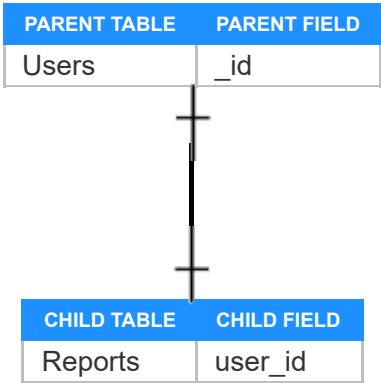 PARENT TABLE PARENT FIELD
Users _id
CHILD TABLE CHILD FIELD
Reports user_id